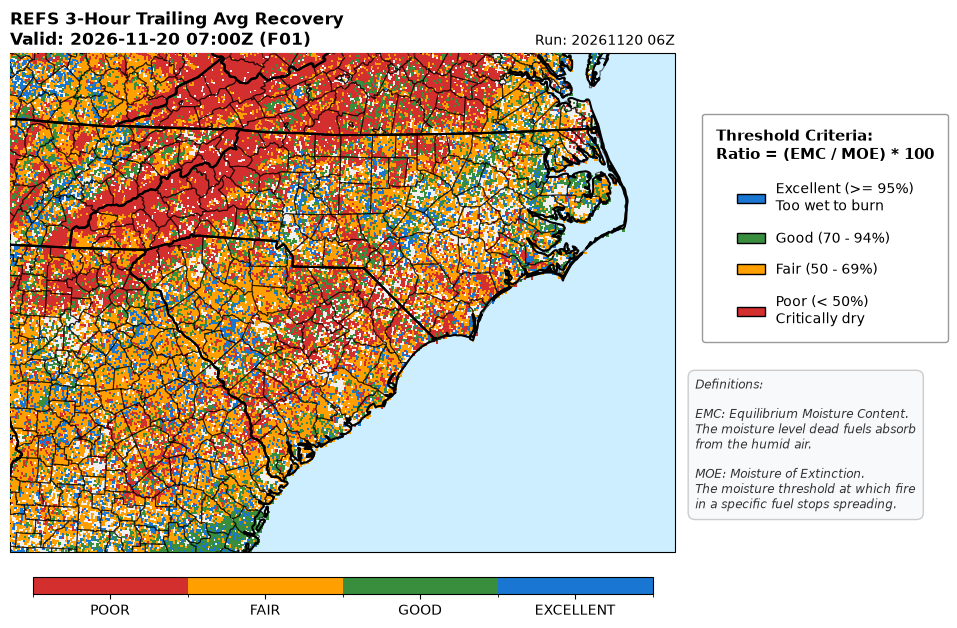 REFS 3-Hour Trailing Avg Recovery
Valid: 2026-11-20 07:00Z (F01)
Run: 20261120 06Z
Threshold Criteria:
Ratio = (EMC / MOE) * 100
Excellent (>= 95%)
Too wet to burn
Good (70 - 94%)
Fair (50 - 69%)
Poor (< 50%)
Critically dry
Definitions:
EMC: Equilibrium Moisture Content.
The moisture level dead fuels absorb
from the humid air.
MOE: Moisture of Extinction.
The moisture threshold at which fire
in a specific fuel stops spreading.
POOR
FAIR
GOOD
EXCELLENT